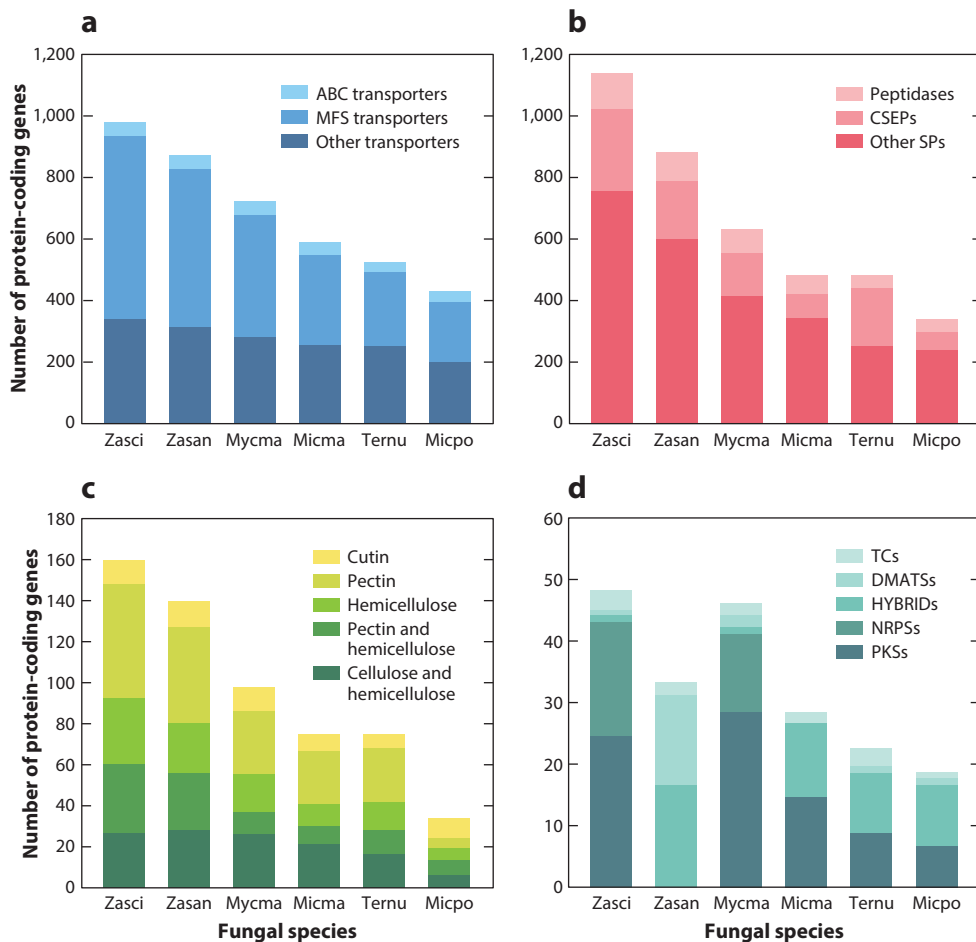 a
Number of protein-coding genes
1,200
1,000
800
600
400
200
0
ABC transporters
MFS transporters
Other transporters
Zasci Zasan Mycma Micma Ternu Micpo
b
1,200
1,000
800
600
400
200
0
Peptidases
CSEPs
Other SPs
Zasci Zasan Mycma Micma Ternu Micpo
c
Number of protein-coding genes
180
160
140
120
100
80
60
40
20
0
Cutin
Pectin
Hemicellulose
Pectin and
hemicellulose
Cellulose and
hemicellulose
Zasci Zasan Mycma Micma Ternu Micpo
Fungal species
d
60
50
40
30
20
10
0
TCs
DMATSs
HYBRIDs
NRPSs
PKSs
Zasci Zasan Mycma Micma Ternu Micpo
Fungal species